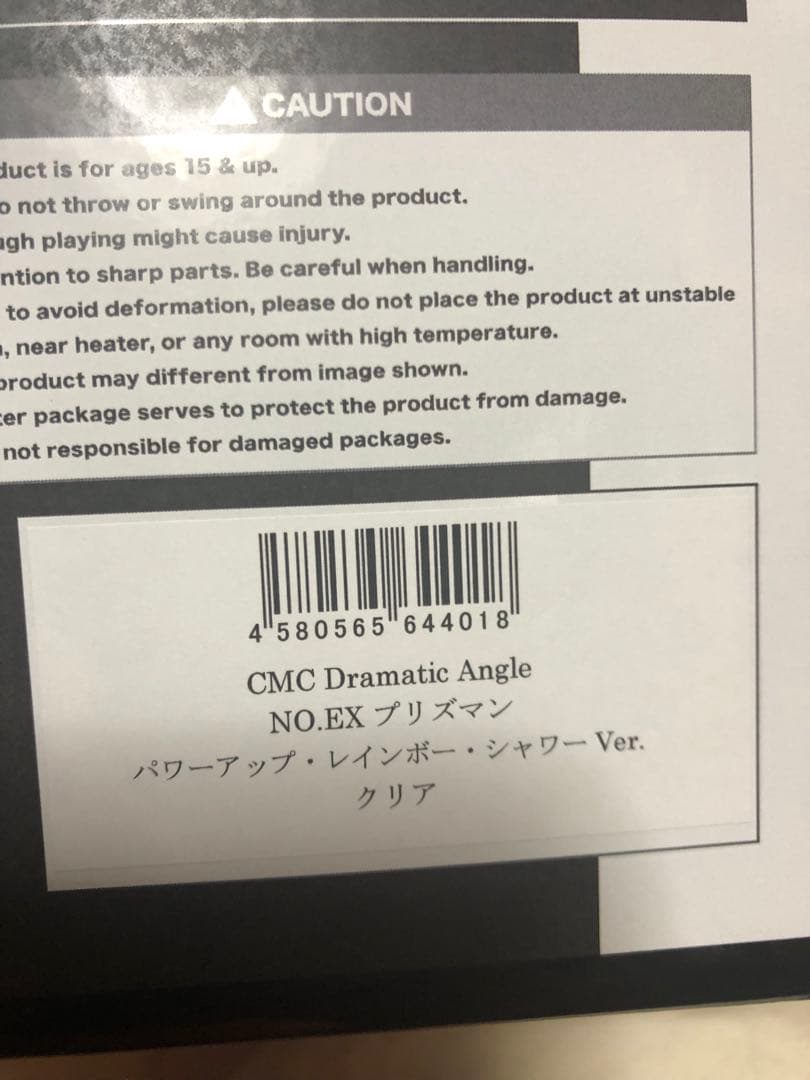 CAUTION
is for ages 15 & up.
not throw or swing around the product.
playing might cause injury.
to sharp parts. Be careful when handling.
to avoid deformation, please do not place the product at unstable
near heater, or any room with high temperature.
product may different from image shown.
package serves to protect the product from damage.
not responsible for damaged packages.
4 580565 644018
CMC Dramatic Angle
NO.EX プリズマン
パワーアップ・レインボー・シャワー Ver.
クリア